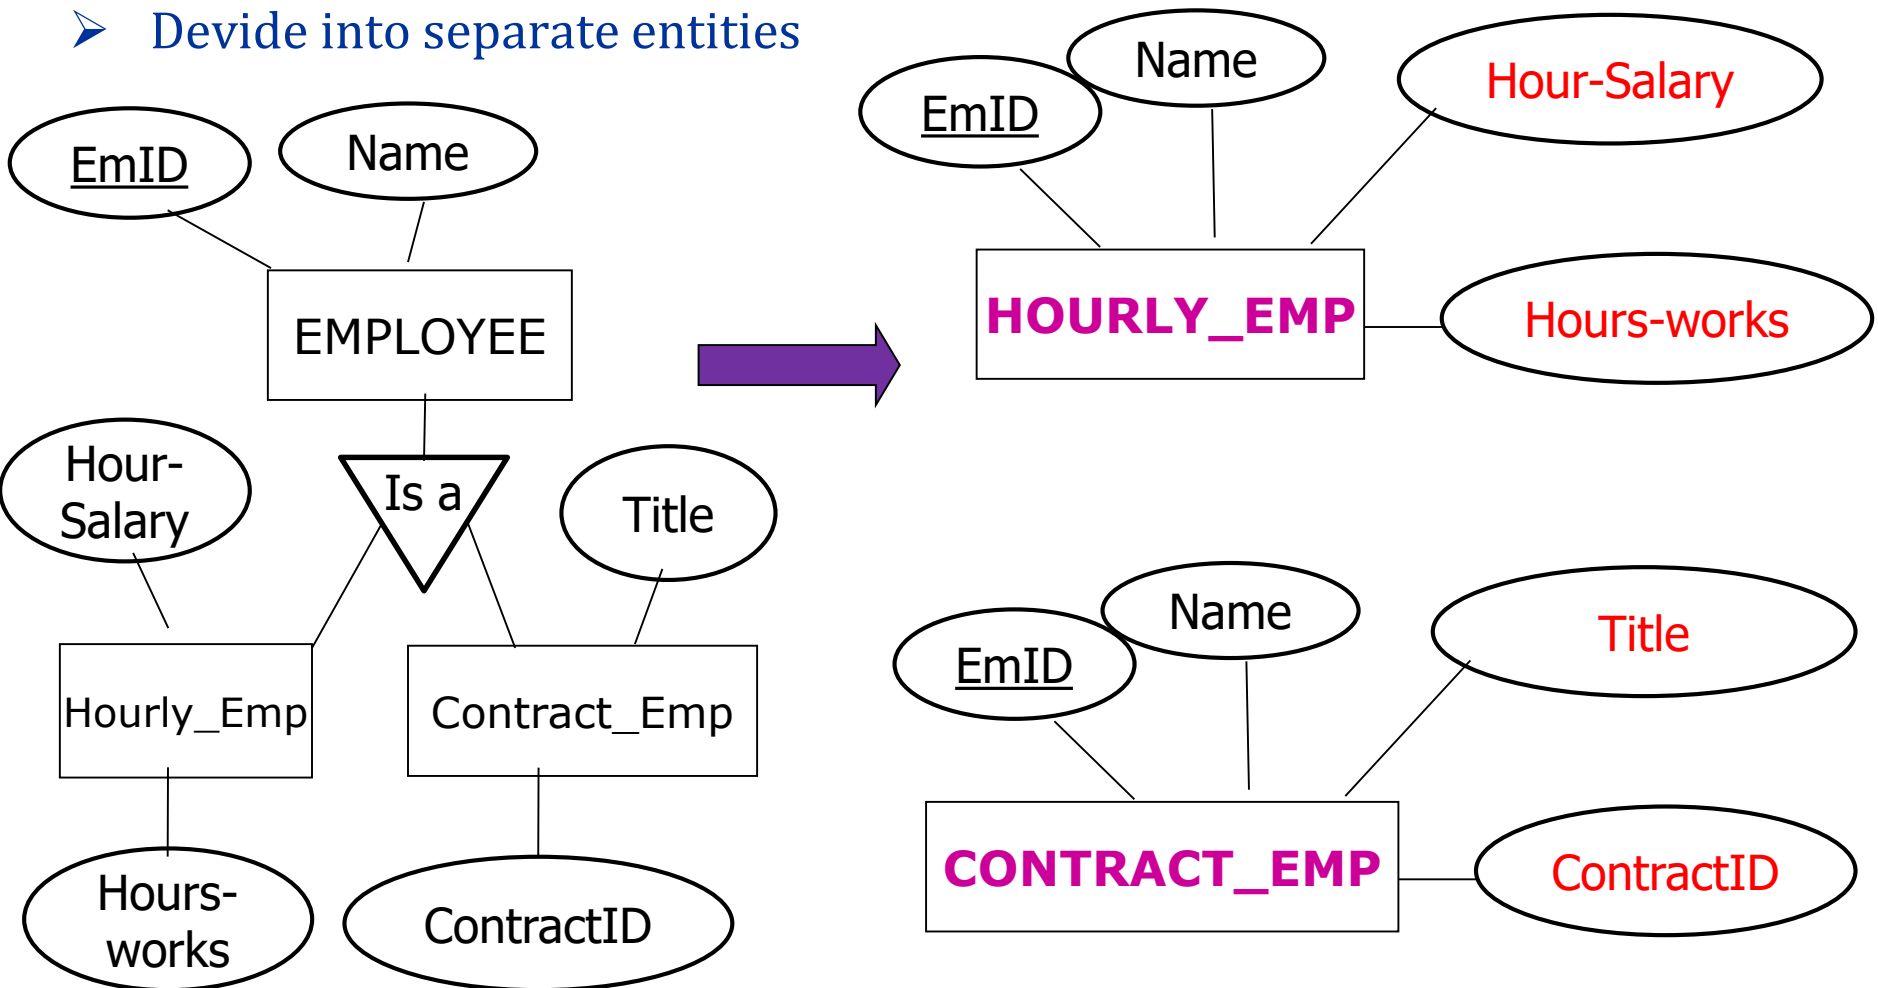 ➢ Devide into separate entities
EmID
Name
EMPLOYEE
Hour-
Salary
Is a
Title
Hourly_Emp
Contract_Emp
Hours-
works
ContractID
EmID
Name
Hour-Salary
HOURLY_EMP
Hours-works
EmID
Name
Title
CONTRACT_EMP
ContractID